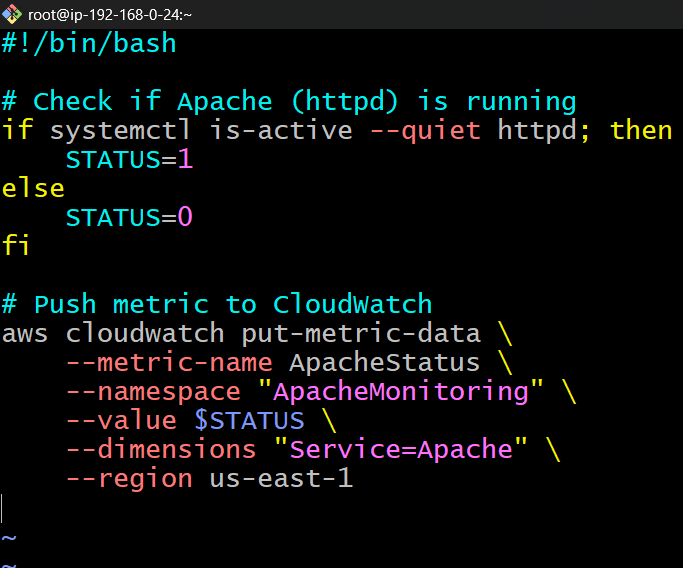 root@ip-192-168-0-24:~
#!/bin/bash
# Check if Apache (httpd) is running
if systemctl is-active --quiet httpd; then
    STATUS=1
else
    STATUS=0
fi
# Push metric to CloudWatch
aws cloudwatch put-metric-data \
    --metric-name ApacheStatus \
    --namespace "ApacheMonitoring" \
    --value $STATUS \
    --dimensions "Service=Apache" \
    --region us-east-1
~
~